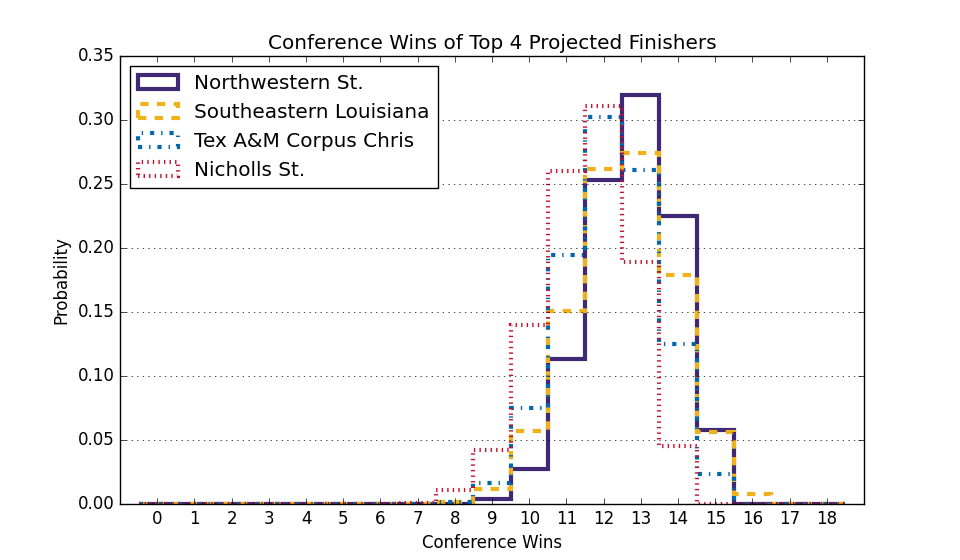 Conference Wins of Top 4 Projected Finishers
0.35
0.30
0.25
0.20
0.15
0.10
0.05
0.00
Probability
Northwestern St.
Southeastern Louisiana
Tex A&M Corpus Chris
Nicholls St.
0 1 2 3 4 5 6 7 8 9 10 11 12 13 14 15 16 17 18
Conference Wins